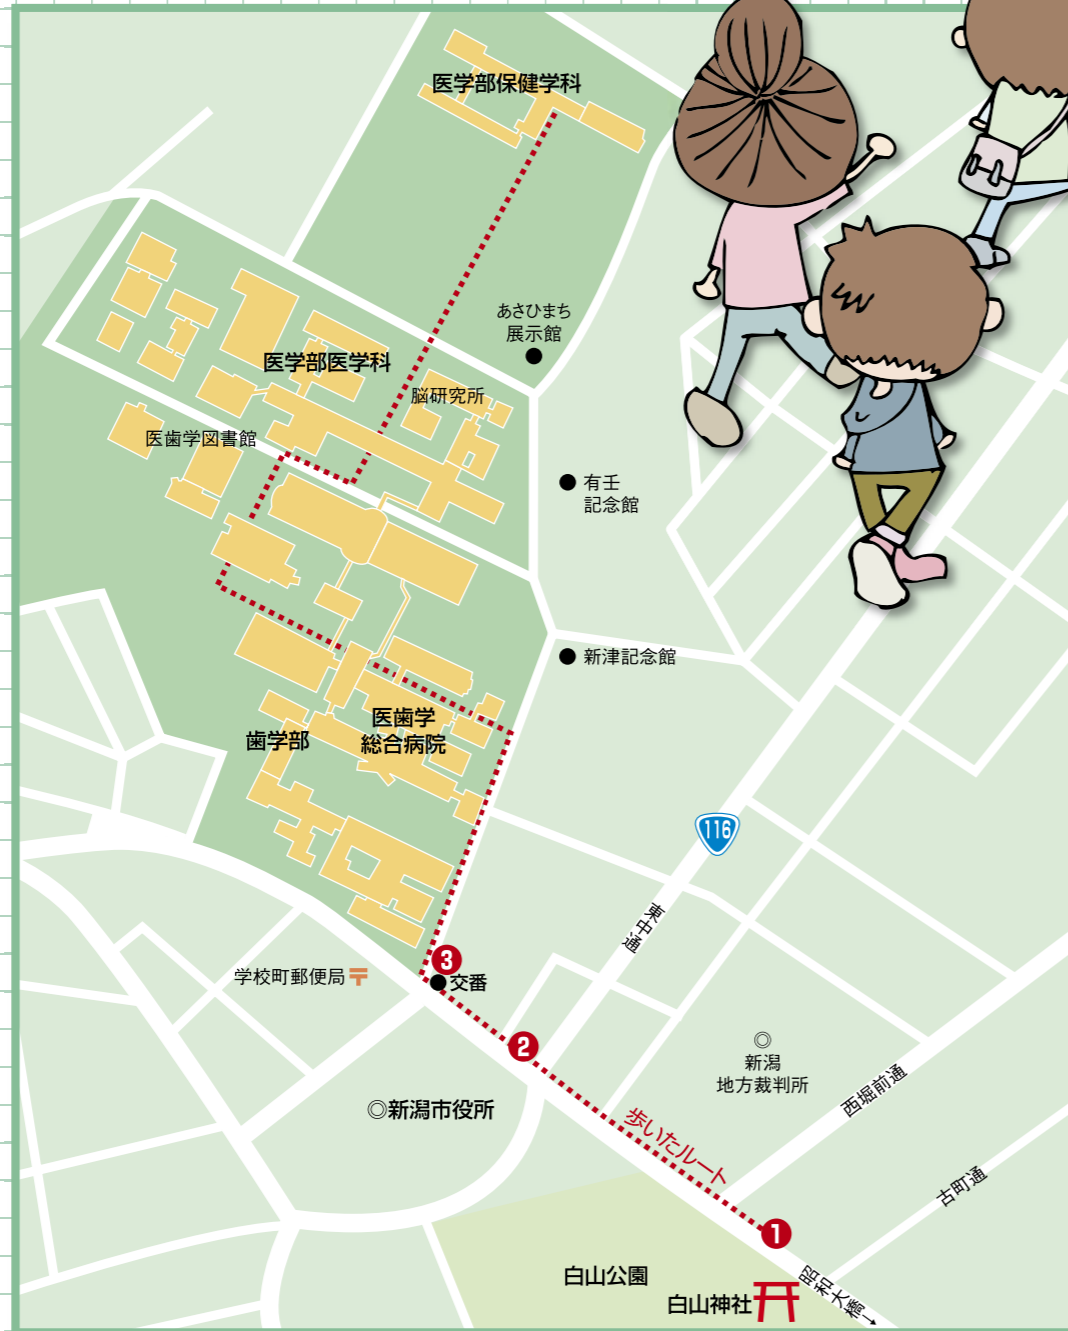 医学部保健学科
あさひまち
展示館
医学部医学科
脳研究所
医歯学図書館
有壬
記念館
新津記念館
医歯学
総合病院
歯学部
116
東中通
3
交番
学校町郵便局
2
新潟
地方裁判所
西堀前通
◎新潟市役所
歩いたルート
古町通
1
白山公園
白山神社
昭和大橋→